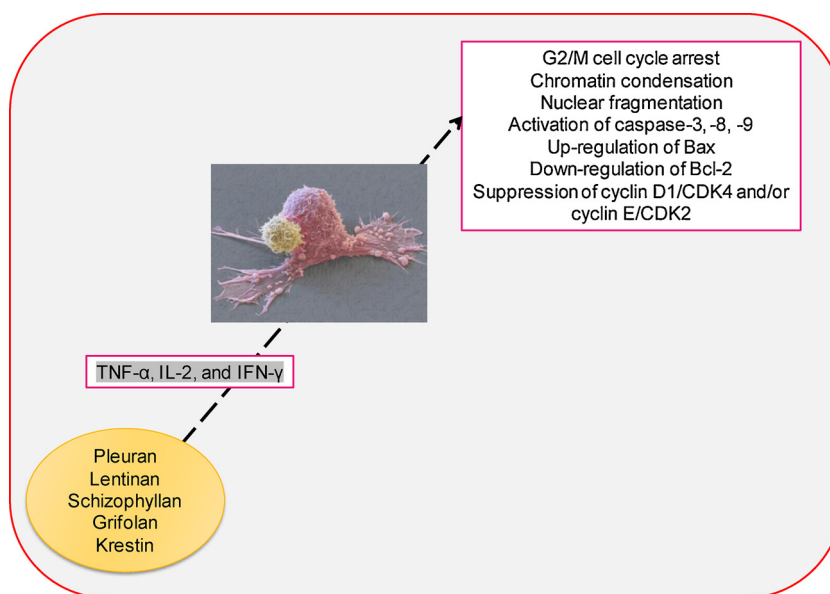 G2/M cell cycle arrest
Chromatin condensation
Nuclear fragmentation
Activation of caspase-3, -8, -9
Up-regulation of Bax
Down-regulation of Bcl-2
Suppression of cyclin D1/CDK4 and/or
cyclin E/CDK2
TNF-α, IL-2, and IFN-γ
Pleuran
Lentinan
Schizophyllan
Grifolan
Krestin